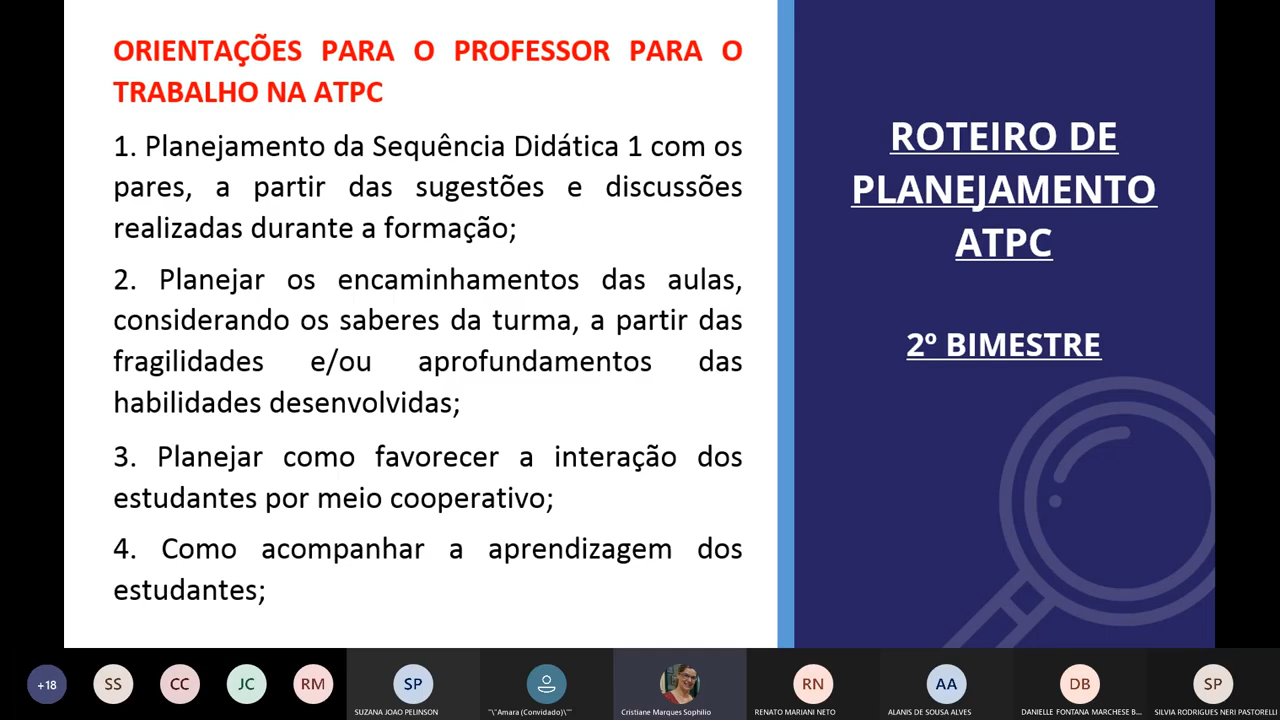 ORIENTAÇÕES PARA O PROFESSOR PARA O
TRABALHO NA ATPC
1. Planejamento da Sequência Didática 1 com os
pares, a partir das sugestões e discussões
realizadas durante a formação;
2. Planejar os encaminhamentos das aulas,
considerando os saberes da turma, a partir das
fragilidades e/ou aprofundamentos das
habilidades desenvolvidas;
3. Planejar como favorecer a interação dos
estudantes por meio cooperativo;
4. Como acompanhar a aprendizagem dos
estudantes;
ROTEIRO DE
PLANEJAMENTO
ATPC
2º BIMESTRE
+18
SS
CC
JC
RM
SP
RN
AA
DB
SP
SUZANA JOAO PELINSON
"\"Amara (Convidado)\""
Cristiane Marques Sophilio
RENATO MARIANI NETO
ALANIS DE SOUSA ALVES
DANIELLE FONTANA MARCHESE B...
SILVIA RODRIGUES NERI PASTORELLI